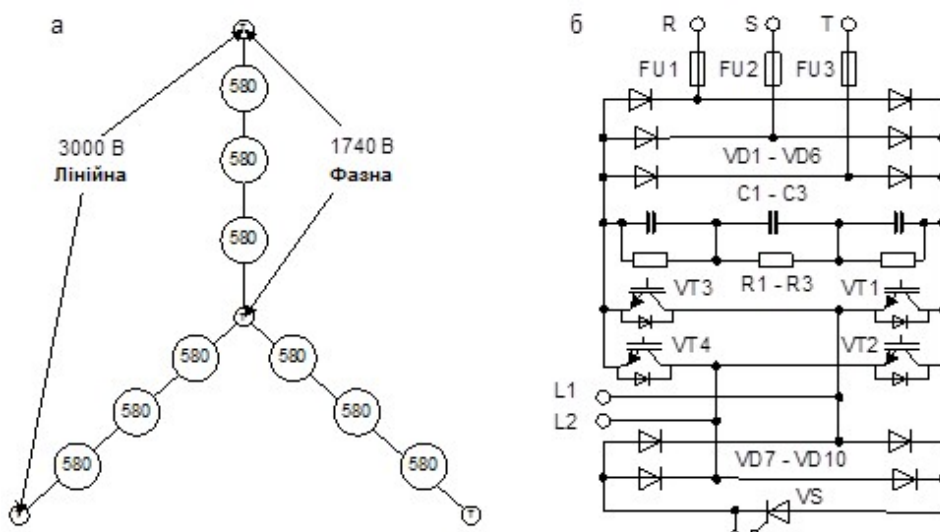 а
б
R S T
T
FU1 FU2 FU3
580
3000 В
Лінійна
1740 В
Фазна
580
580
T
580 580
580 580
580 580
T T
VD1 - VD6
C1 - C3
R1 - R3
VT3 VT1
VT4 VT2
L1
L2
VD7 - VD10
VS